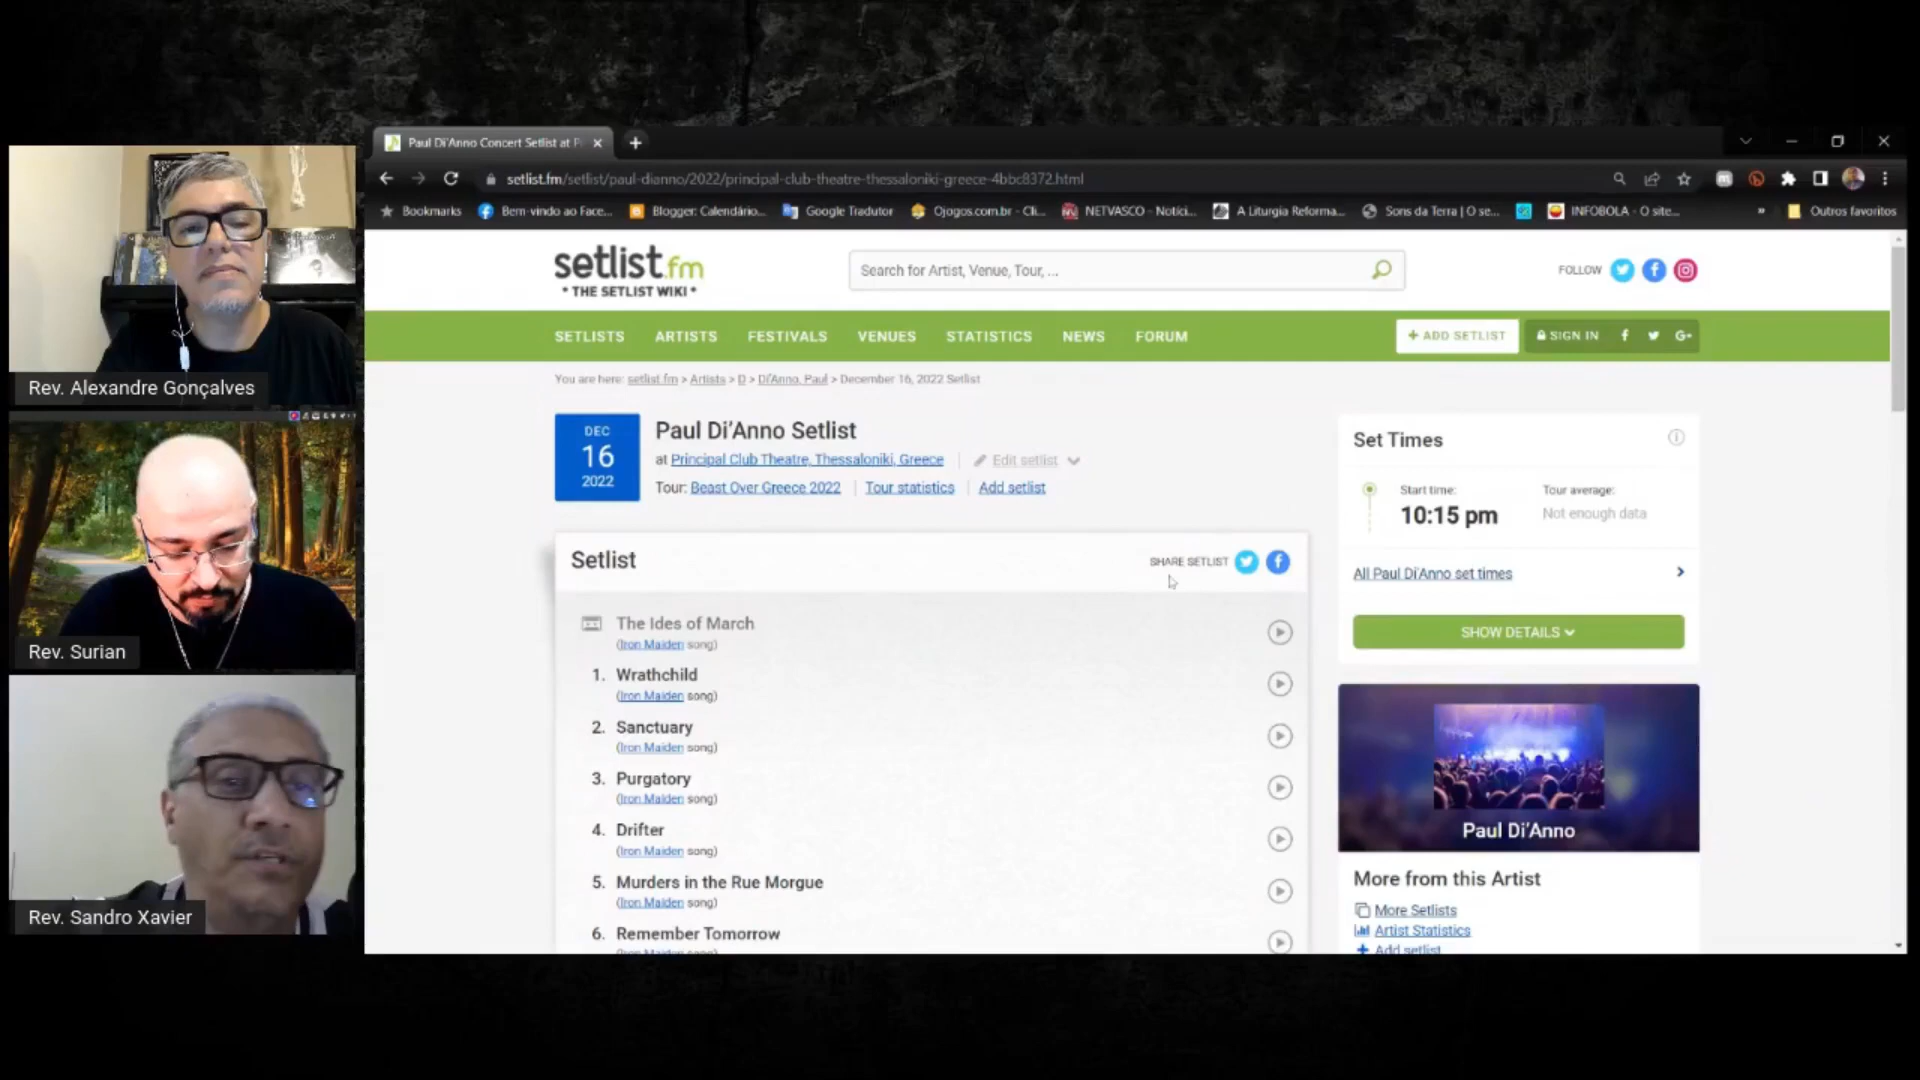 Paul Di'Anno Concert Setlist at P
setlist.fm/setlist/paul-dianno/2022/principal-club-theatre-thessaloniki-greece-4bbc8372.html
Bookmarks
Bem-vindo ao Face...
Blogger: Calendário...
Google Tradutor
Ojogos.com.br - Cli...
NETVASCO - Notíci...
A Liturgia Reforma...
Sons da Terra | O se...
INFOBOLA - O site...
»
Outros favoritos
setlist.fm
* THE SETLIST WIKI *
Search for Artist, Venue, Tour, ...
FOLLOW
SETLISTS
ARTISTS
FESTIVALS
VENUES
STATISTICS
NEWS
FORUM
+ ADD SETLIST
SIGN IN
You are here: setlist.fm > Artists > D > Di'Anno, Paul > December 16, 2022 Setlist
DEC
16
2022
Paul Di'Anno Setlist
at Principal Club Theatre, Thessaloniki, Greece
Edit setlist
Tour: Beast Over Greece 2022
Tour statistics
Add setlist
Setlist
SHARE SETLIST
The Ides of March
(Iron Maiden song)
1. Wrathchild
(Iron Maiden song)
2. Sanctuary
(Iron Maiden song)
3. Purgatory
(Iron Maiden song)
4. Drifter
(Iron Maiden song)
5. Murders in the Rue Morgue
(Iron Maiden song)
6. Remember Tomorrow
(Iron Maiden song)
Set Times
Start time:
10:15 pm
Tour average:
Not enough data
All Paul Di'Anno set times
SHOW DETAILS
Paul Di'Anno
More from this Artist
More Setlists
Artist Statistics
Add setlist
Rev. Alexandre Gonçalves
Rev. Surian
Rev. Sandro Xavier